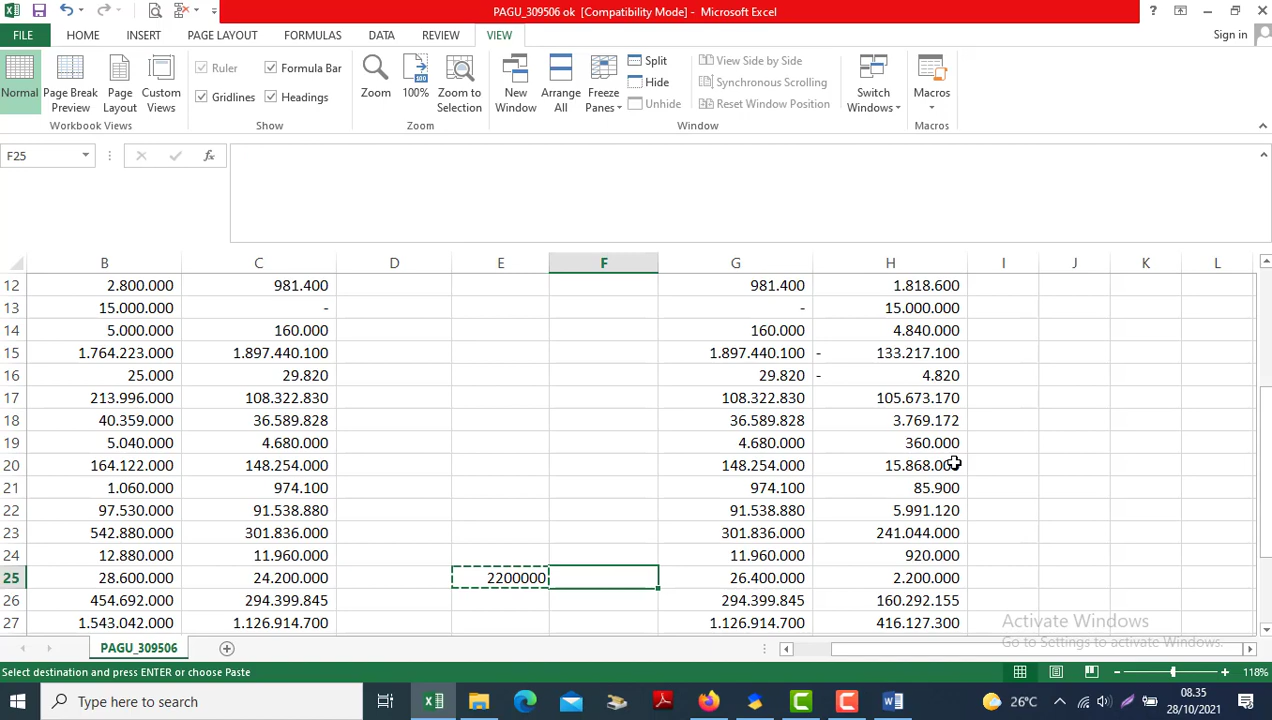 PAGU_309506 ok [Compatibility Mode] - Microsoft Excel
FILE HOME INSERT PAGE LAYOUT FORMULAS DATA REVIEW VIEW Sign in
Normal
Page Break Preview
Page Layout
Custom Views
Workbook Views
Ruler
Formula Bar
Gridlines
Headings
Show
Zoom
100%
Zoom to Selection
Zoom
New Window
Arrange All
Freeze Panes
Split
Hide
Unhide
View Side by Side
Synchronous Scrolling
Reset Window Position
Switch Windows
Window
Macros
Macros
F25
B C D E F G H I J K L
12 2.800.000 981.400 981.400 1.818.600
13 15.000.000 - - 15.000.000
14 5.000.000 160.000 160.000 4.840.000
15 1.764.223.000 1.897.440.100 1.897.440.100 - 133.217.100
16 25.000 29.820 29.820 - 4.820
17 213.996.000 108.322.830 108.322.830 105.673.170
18 40.359.000 36.589.828 36.589.828 3.769.172
19 5.040.000 4.680.000 4.680.000 360.000
20 164.122.000 148.254.000 148.254.000 15.868.000
21 1.060.000 974.100 974.100 85.900
22 97.530.000 91.538.880 91.538.880 5.991.120
23 542.880.000 301.836.000 301.836.000 241.044.000
24 12.880.000 11.960.000 11.960.000 920.000
25 28.600.000 24.200.000 2200000 26.400.000 2.200.000
26 454.692.000 294.399.845 294.399.845 160.292.155
27 1.543.042.000 1.126.914.700 1.126.914.700 416.127.300
Activate Windows
Go to Settings to activate Windows.
PAGU_309506
Select destination and press ENTER or choose Paste 118%
Type here to search
26°C
08.35
28/10/2021